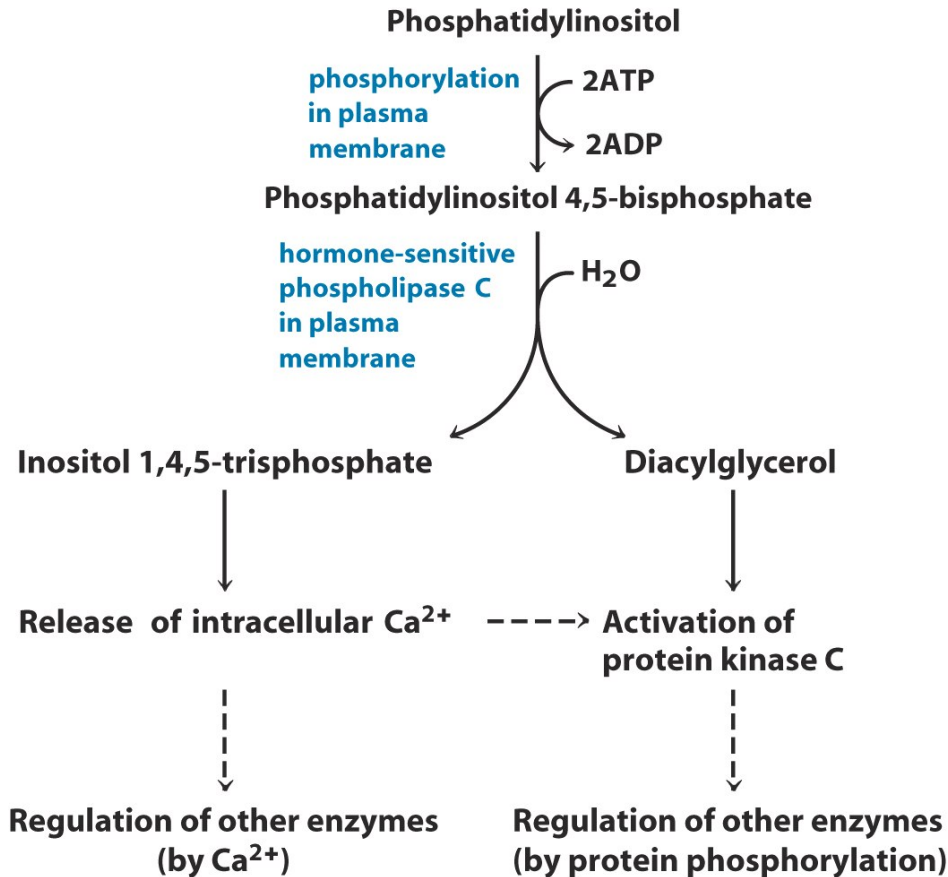 Phosphatidylinositol
phosphorylation
in plasma
membrane
2ATP
2ADP
Phosphatidylinositol 4,5-bisphosphate
hormone-sensitive
phospholipase C
in plasma
membrane
H₂O
Inositol 1,4,5-trisphosphate
Diacylglycerol
Release of intracellular Ca²⁺
Activation of
protein kinase C
Regulation of other enzymes
(by Ca²⁺)
Regulation of other enzymes
(by protein phosphorylation)